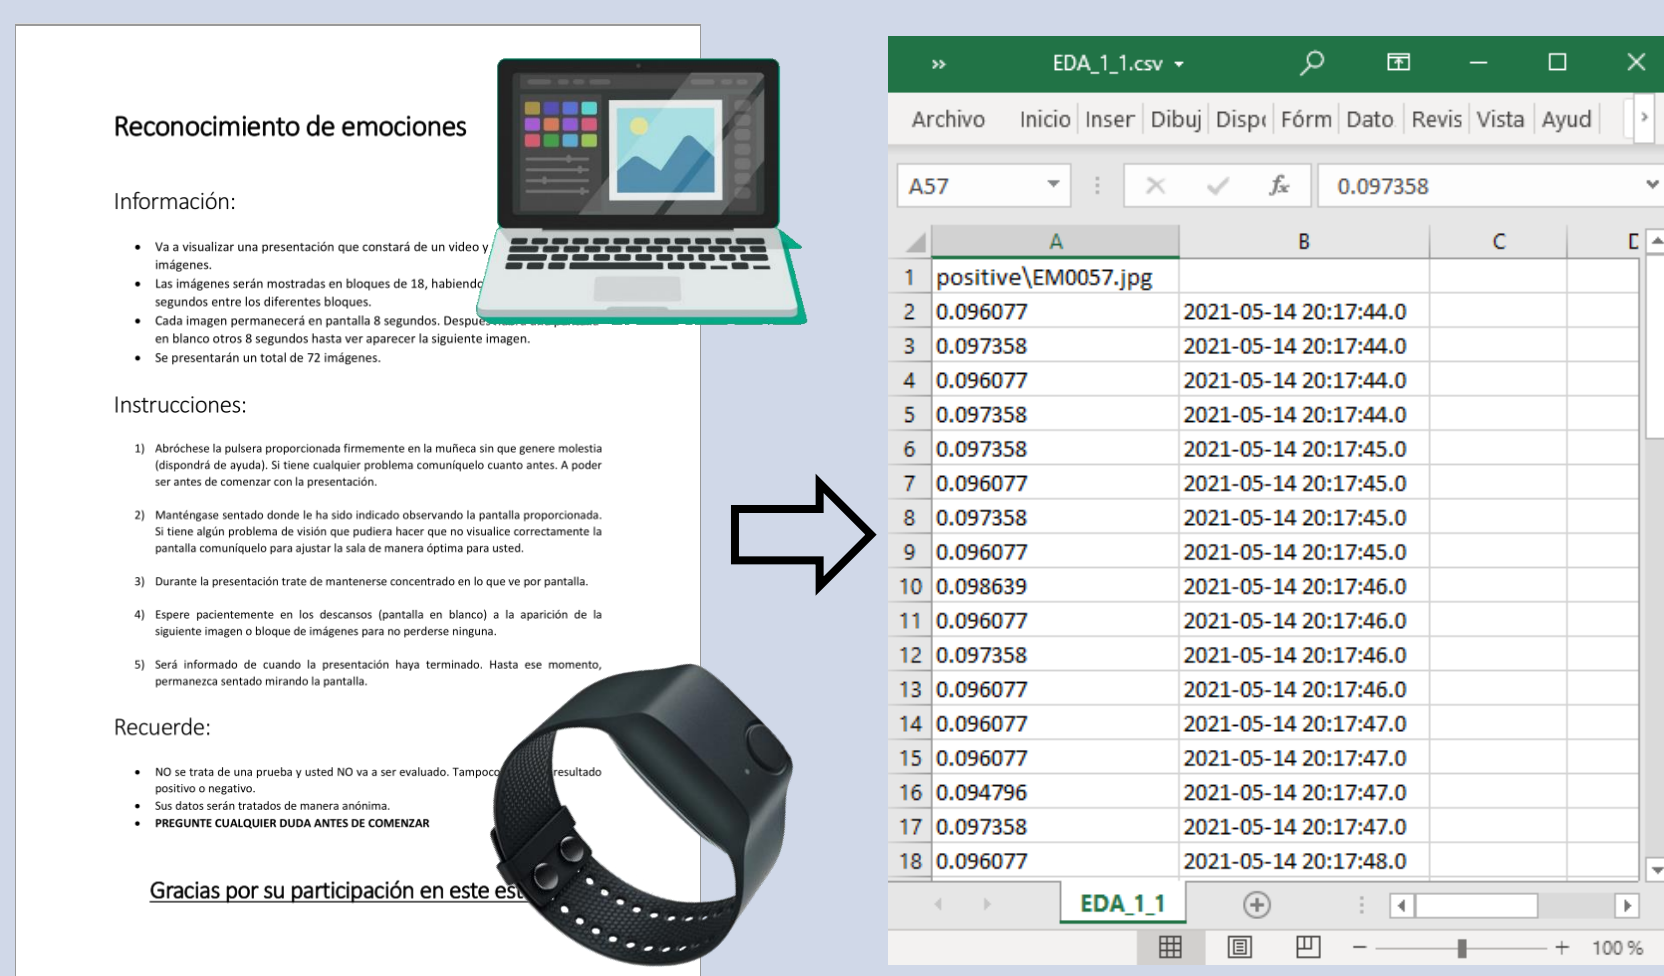 Reconocimiento de emociones
Información:
• Va a visualizar una presentación que constará de un video y
imágenes.
• Las imágenes serán mostradas en bloques de 18, habiendo
segundos entre los diferentes bloques.
• Cada imagen permanecerá en pantalla 8 segundos. Después
en blanco otros 8 segundos hasta ver aparecer la siguiente imagen.
• Se presentarán un total de 72 imágenes.
Instrucciones:
1) Abróchese la pulsera proporcionada firmemente en la muñeca sin que genere molestia
(dispondrá de ayuda). Si tiene cualquier problema comuníquelo cuanto antes. A poder
ser antes de comenzar con la presentación.
2) Manténgase sentado donde le ha sido indicado observando la pantalla proporcionada.
Si tiene algún problema de visión que pudiera hacer que no visualice correctamente la
pantalla comuníquelo para ajustar la sala de manera óptima para usted.
3) Durante la presentación trate de mantenerse concentrado en lo que ve por pantalla.
4) Espere pacientemente en los descansos (pantalla en blanco) a la aparición de la
siguiente imagen o bloque de imágenes para no perderse ninguna.
5) Será informado de cuando la presentación haya terminado. Hasta ese momento,
permanezca sentado mirando la pantalla.
Recuerde:
• NO se trata de una prueba y usted NO va a ser evaluado. Tampoco resultado
positivo o negativo.
• Sus datos serán tratados de manera anónima.
• PREGUNTE CUALQUIER DUDA ANTES DE COMENZAR
Gracias por su participación en este est
» EDA_1_1.csv
Archivo Inicio Inser Dibuj Dispo Fórm Dato Revis Vista Ayud
A57 fx 0.097358
A B C D
1 positive\EM0057.jpg
2 0.096077 2021-05-14 20:17:44.0
3 0.097358 2021-05-14 20:17:44.0
4 0.096077 2021-05-14 20:17:44.0
5 0.097358 2021-05-14 20:17:44.0
6 0.097358 2021-05-14 20:17:45.0
7 0.096077 2021-05-14 20:17:45.0
8 0.097358 2021-05-14 20:17:45.0
9 0.096077 2021-05-14 20:17:45.0
10 0.098639 2021-05-14 20:17:46.0
11 0.096077 2021-05-14 20:17:46.0
12 0.097358 2021-05-14 20:17:46.0
13 0.096077 2021-05-14 20:17:46.0
14 0.096077 2021-05-14 20:17:47.0
15 0.096077 2021-05-14 20:17:47.0
16 0.094796 2021-05-14 20:17:47.0
17 0.097358 2021-05-14 20:17:47.0
18 0.096077 2021-05-14 20:17:48.0
EDA_1_1
100 %